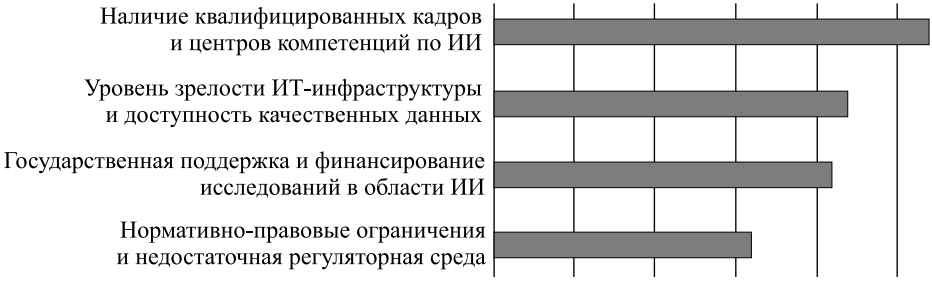 Наличие квалифицированных кадров
и центров компетенций по ИИ
Уровень зрелости ИТ-инфраструктуры
и доступность качественных данных
Государственная поддержка и финансирование
исследований в области ИИ
Нормативно-правовые ограничения
и недостаточная регуляторная среда